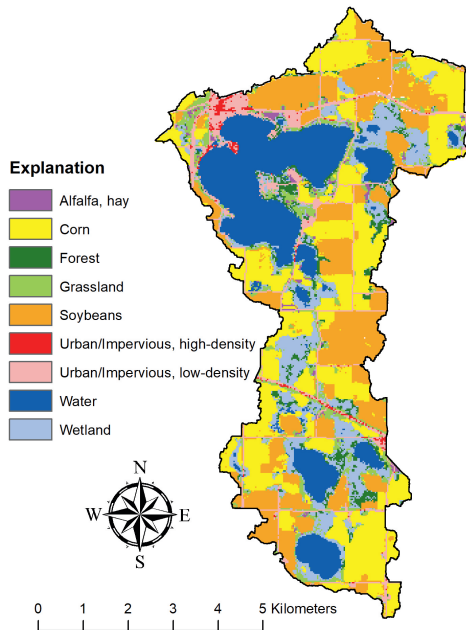 Explanation
Alfalfa, hay
Corn
Forest
Grassland
Soybeans
Urban/Impervious, high-density
Urban/Impervious, low-density
Water
Wetland
N
W E
S
0 1 2 3 4 5 Kilometers